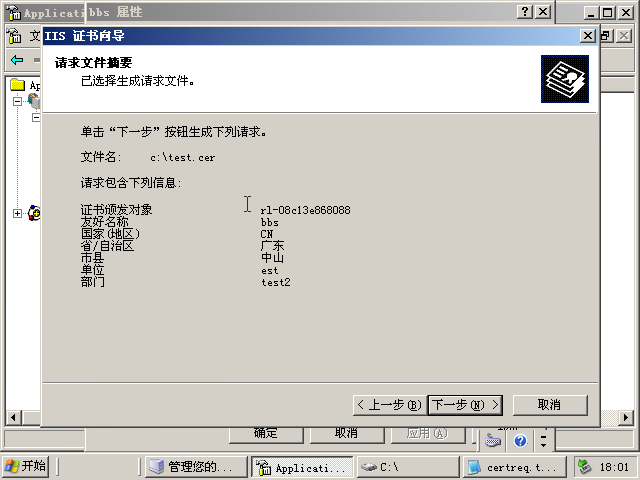 Applicati bbs 属性
IIS 证书向导
文
请求文件摘要
已选择生成请求文件。
Ap
单击“下一步”按钮生成下列请求。
文件名: c:\test.cer
请求包含下列信息:
证书颁发对象 rl-08c13e868088
友好名称 bbs
国家(地区) CN
省/自治区 广东
市县 中山
单位 est
部门 test2
< 上一步(B) 下一步(N) > 取消
确定 取消 应用(A)
开始 管理您的... Applicati... C:\ certreq.t... 18:01